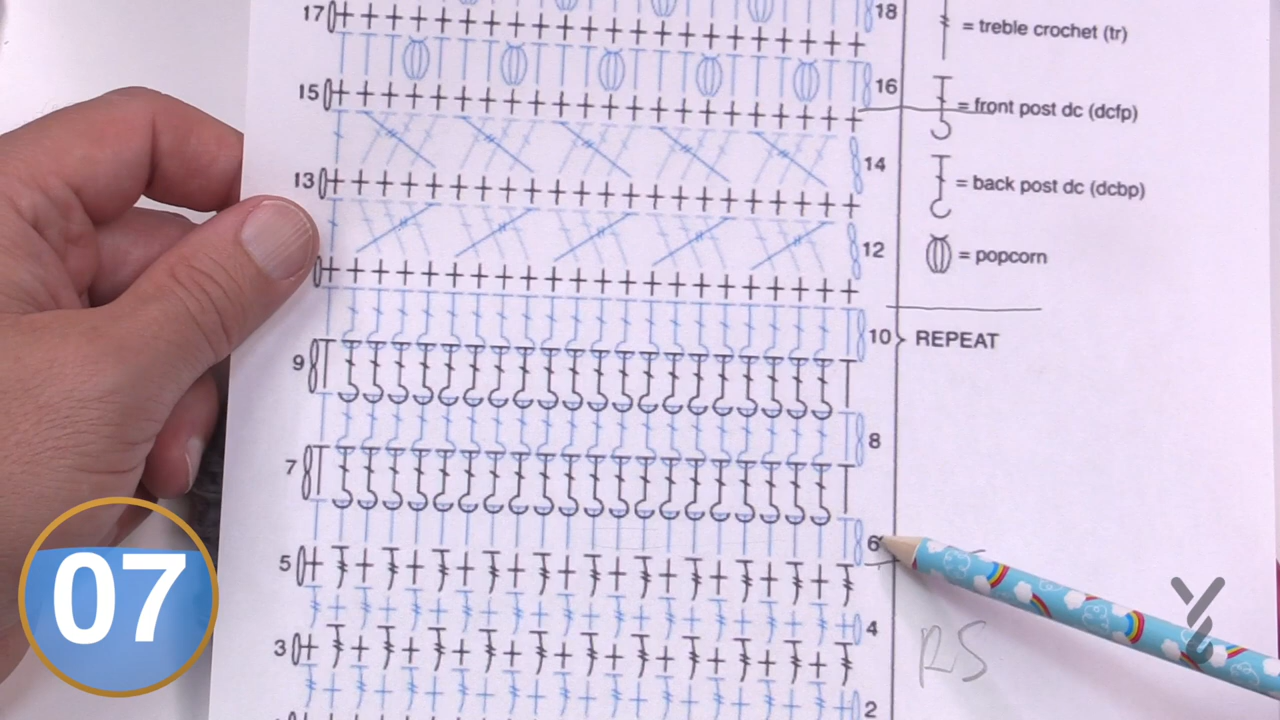 17
18
= treble crochet (tr)
16
15
= front post dc (dcfp)
14
13
= back post dc (dcbp)
12
= popcorn
10
REPEAT
9
8
7
6
5
4
3
RS
2
07